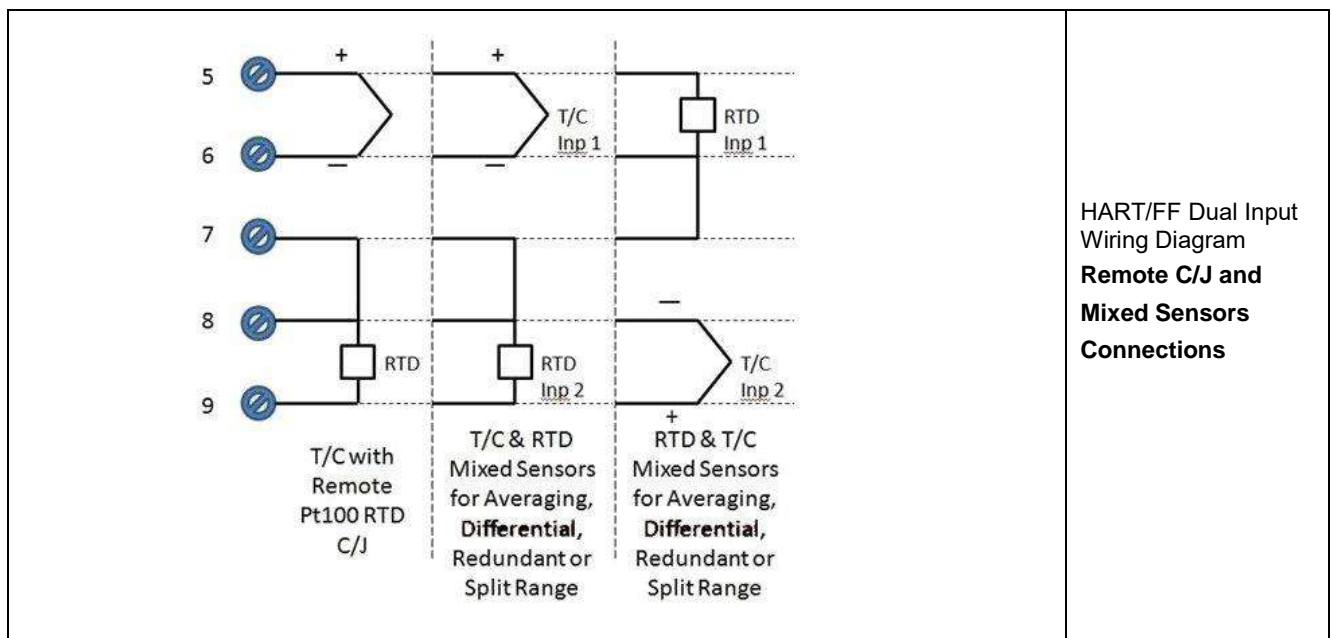 5
6
7
8
9
+
—
RTD
T/C with
Remote
Pt100 RTD
C/J
+
—
T/C
Inp 1
RTD
Inp 2
T/C & RTD
Mixed Sensors
for Averaging,
Differential,
Redundant or
Split Range
RTD
Inp 1
—
T/C
Inp 2
+
RTD & T/C
Mixed Sensors
for Averaging,
Differential,
Redundant or
Split Range
HART/FF Dual Input
Wiring Diagram
Remote C/J and
Mixed Sensors
Connections